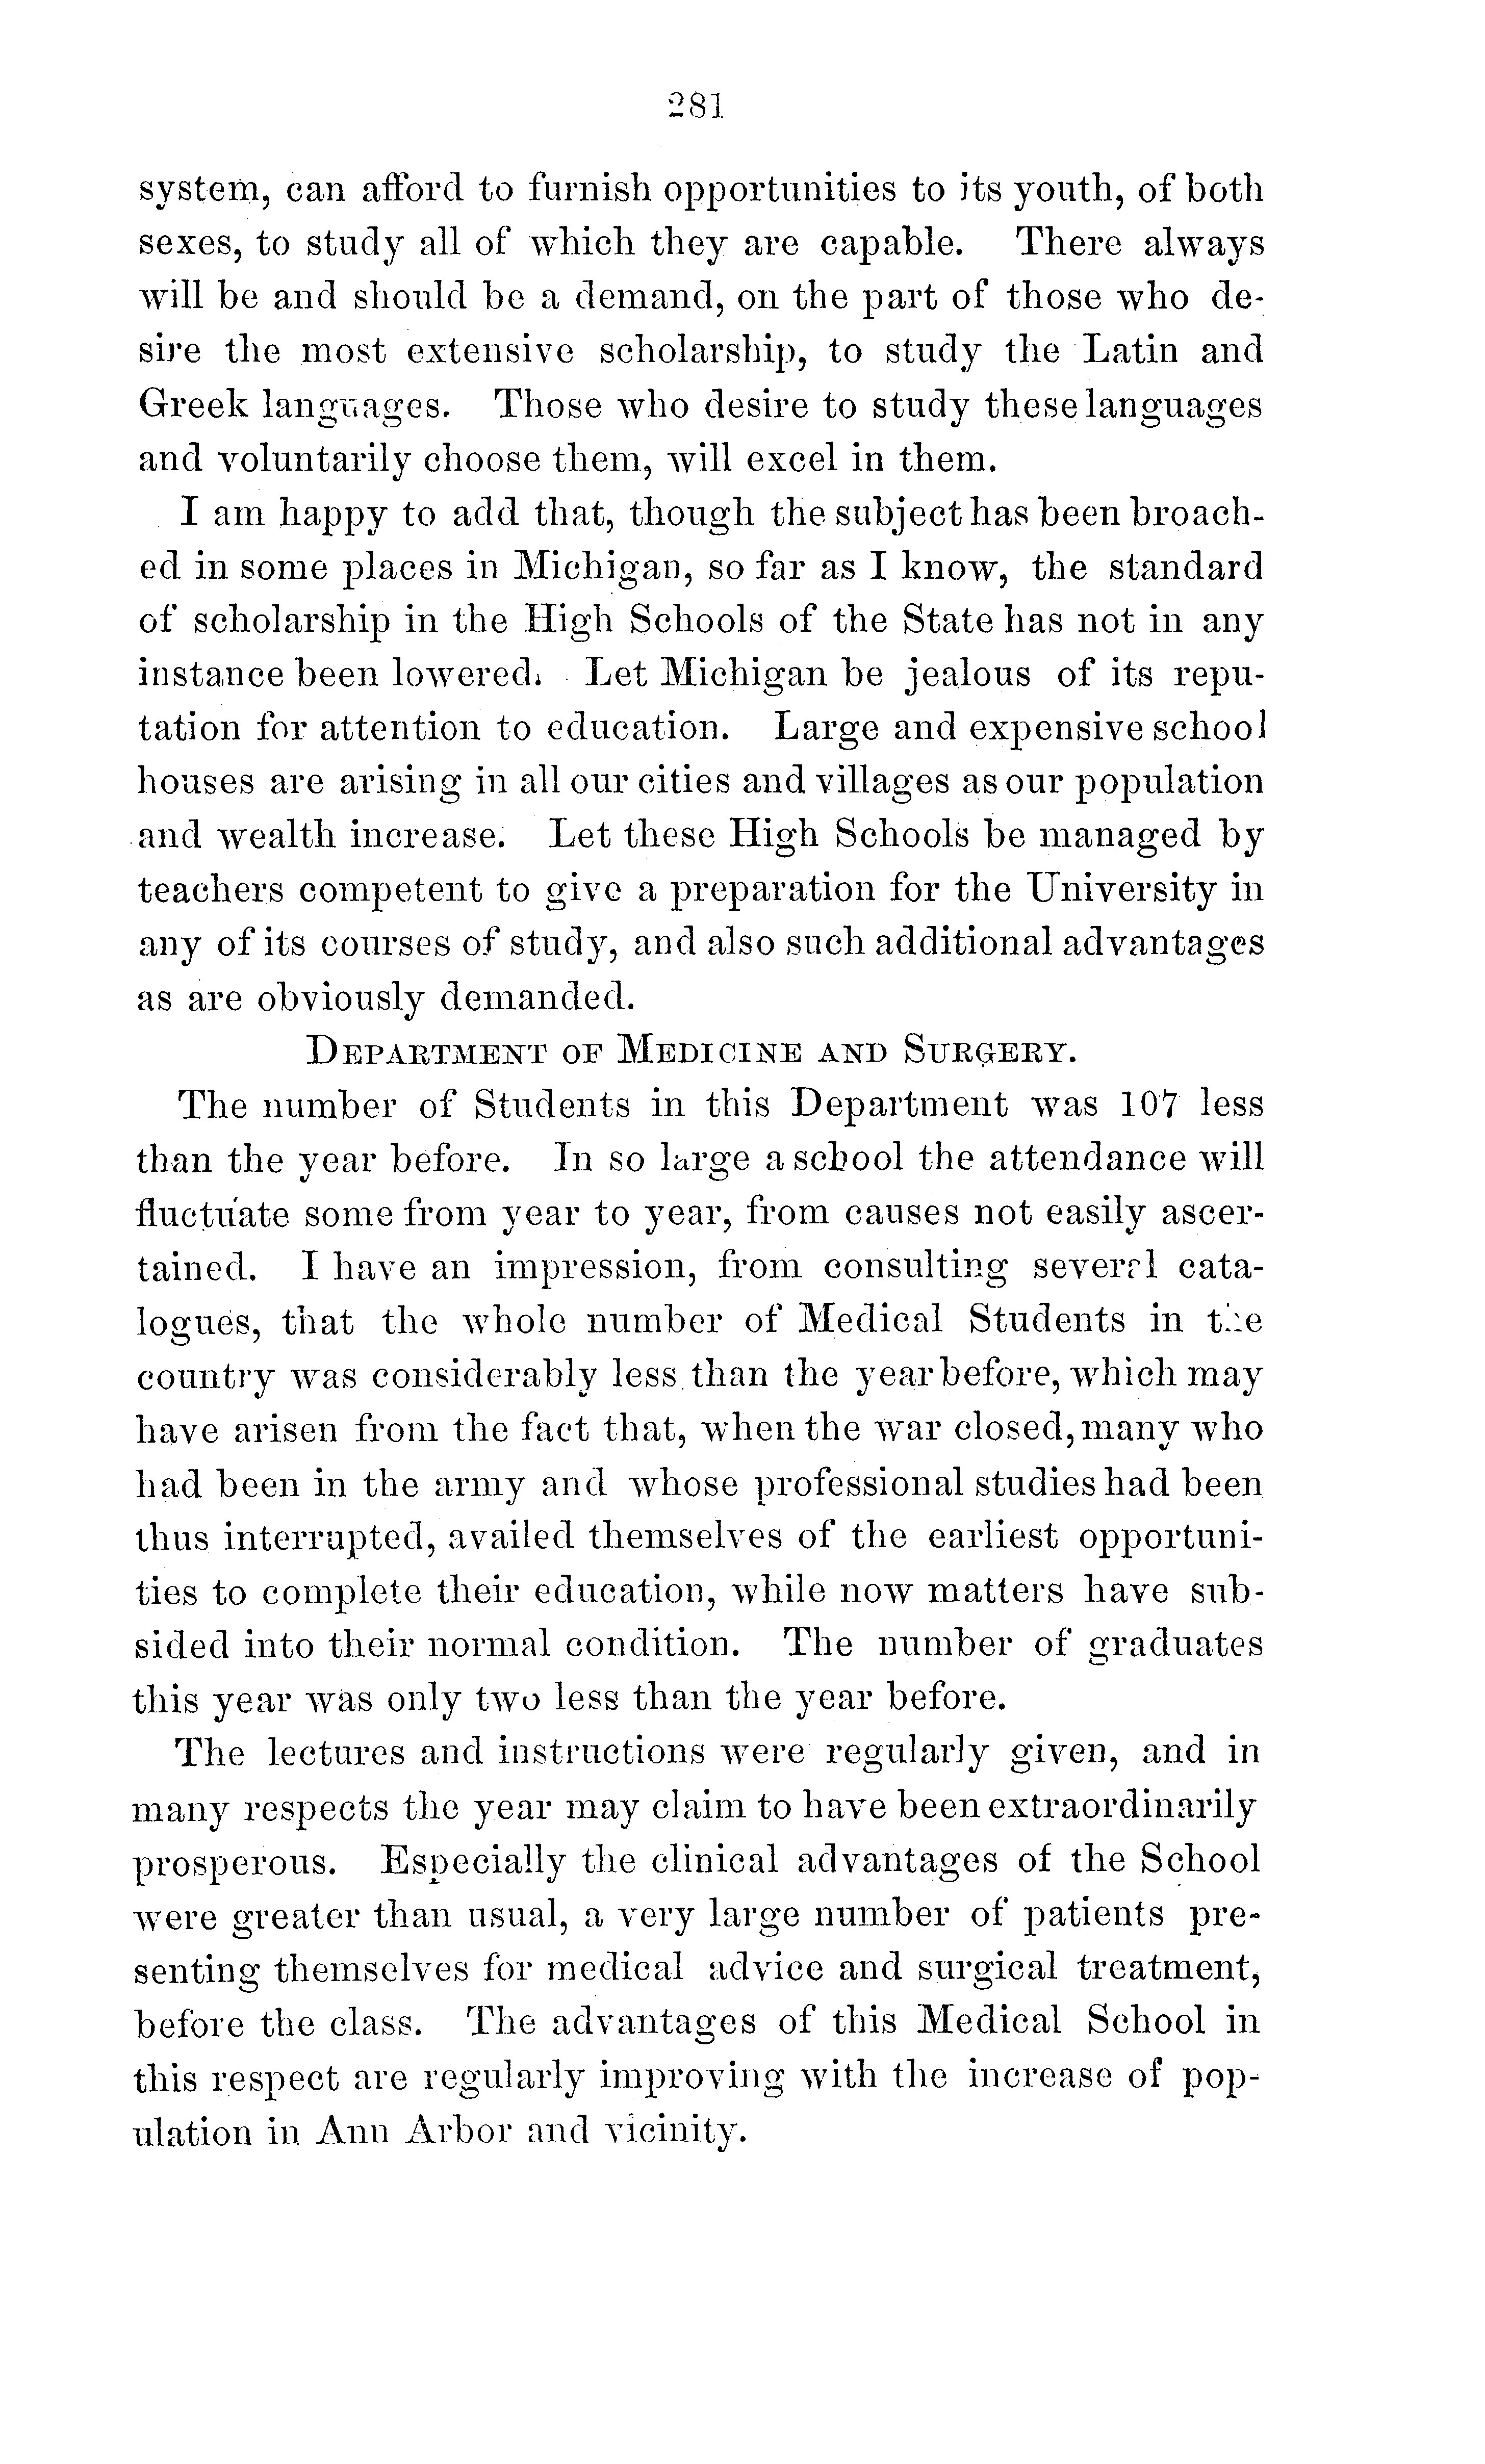 281
system, can afford to furnish opportunities to its youth, of both
sexes, to study all of which they are capable. There always
will be and should be a demand, on the part of those who de-
sire the most extensive scholarship, to study the Latin and
Greek languages. Those who desire to study these languages
and voluntarily choose them, will excel in them.
I am happy to add that, though the subject has been broach-
ed in some places in Michigan, so far as I know, the standard
of scholarship in the High Schools of the State has not in any
instance been lowered. Let Michigan be jealous of its repu-
tation for attention to education. Large and expensive school
houses are arising in all our cities and villages as our population
and wealth increase. Let these High Schools be managed by
teachers competent to give a preparation for the University in
any of its courses of study, and also such additional advantages
as are obviously demanded.
DEPARTMENT OF MEDICINE AND SURGERY.
The number of Students in this Department was 107 less
than the year before. In so large a school the attendance will
fluctuate some from year to year, from causes not easily ascer-
tained. I have an impression, from consulting several cata-
logues, that the whole number of Medical Students in the
country was considerably less than the year before, which may
have arisen from the fact that, when the war closed, many who
had been in the army and whose professional studies had been
thus interrupted, availed themselves of the earliest opportuni-
ties to complete their education, while now matters have sub-
sided into their normal condition. The number of graduates
this year was only two less than the year before.
The lectures and instructions were regularly given, and in
many respects the year may claim to have been extraordinarily
prosperous. Especially the clinical advantages of the School
were greater than usual, a very large number of patients pre-
senting themselves for medical advice and surgical treatment,
before the class. The advantages of this Medical School in
this respect are regularly improving with the increase of pop-
ulation in Ann Arbor and vicinity.